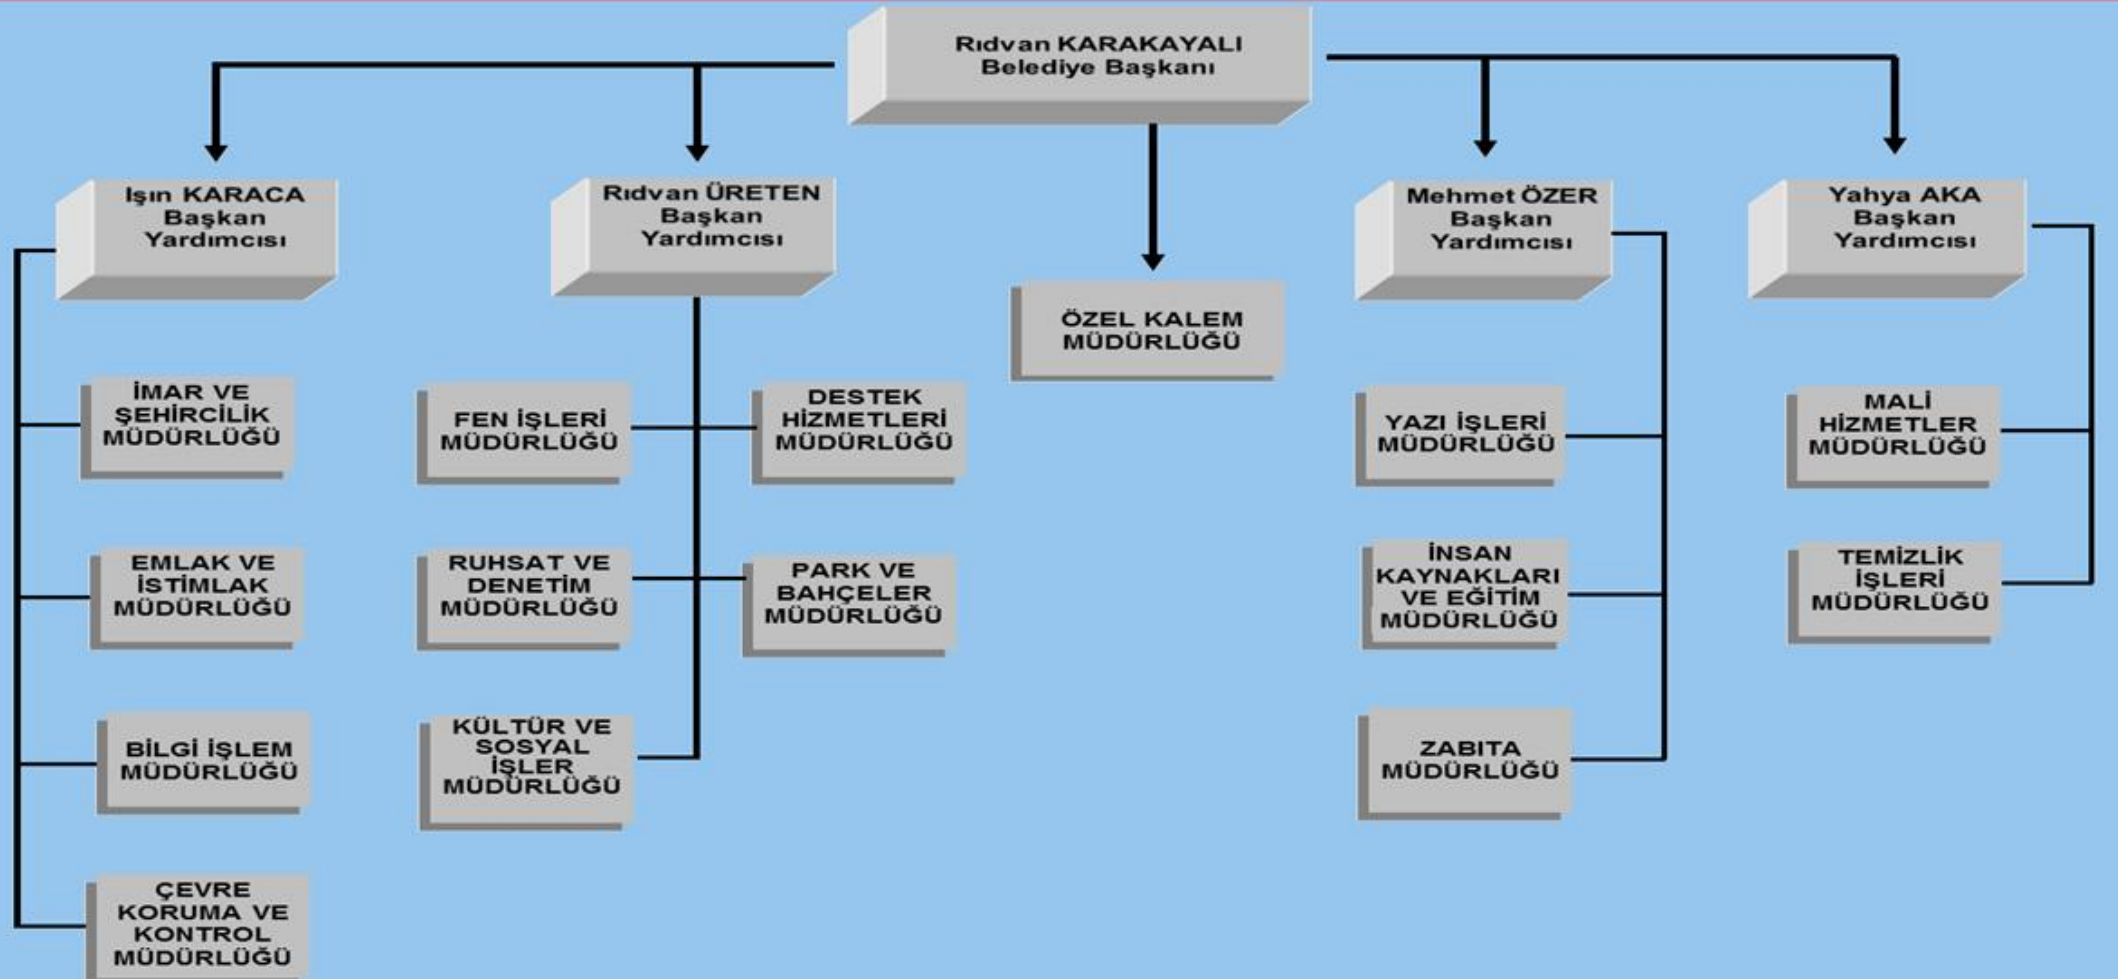 Rıdvan KARAKAYALI
Belediye Başkanı
Işın KARACA
Başkan
Yardımcısı
Rıdvan ÜRETEN
Başkan
Yardımcısı
Mehmet ÖZER
Başkan
Yardımcısı
Yahya AKA
Başkan
Yardımcısı
ÖZEL KALEM
MÜDÜRLÜĞÜ
İMAR VE
ŞEHİRCİLİK
MÜDÜRLÜĞÜ
FEN İŞLERİ
MÜDÜRLÜĞÜ
DESTEK
HİZMETLERİ
MÜDÜRLÜĞÜ
YAZI İŞLERİ
MÜDÜRLÜĞÜ
MALİ
HİZMETLER
MÜDÜRLÜĞÜ
EMLAK VE
İSTİMLAK
MÜDÜRLÜĞÜ
RUHSAT VE
DENETİM
MÜDÜRLÜĞÜ
PARK VE
BAHÇELER
MÜDÜRLÜĞÜ
İNSAN
KAYNAKLARI
VE EĞİTİM
MÜDÜRLÜĞÜ
TEMİZLİK
İŞLERİ
MÜDÜRLÜĞÜ
BİLGİ İŞLEM
MÜDÜRLÜĞÜ
KÜLTÜR VE
SOSYAL
İŞLER
MÜDÜRLÜĞÜ
ZABITA
MÜDÜRLÜĞÜ
ÇEVRE
KORUMA VE
KONTROL
MÜDÜRLÜĞÜ